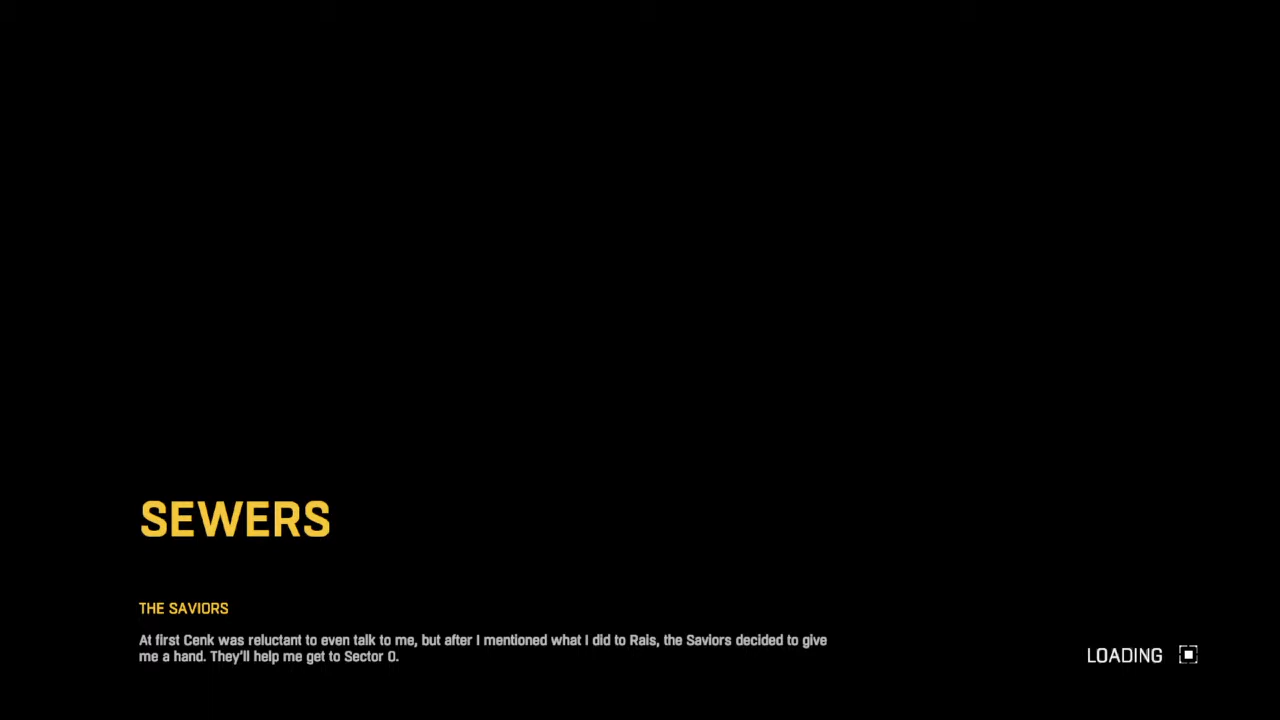 SEWERS
THE SAVIORS
At first Cenk was reluctant to even talk to me, but after I mentioned what I did to Rais, the Saviors decided to give
me a hand. They'll help me get to Sector 0.
LOADING